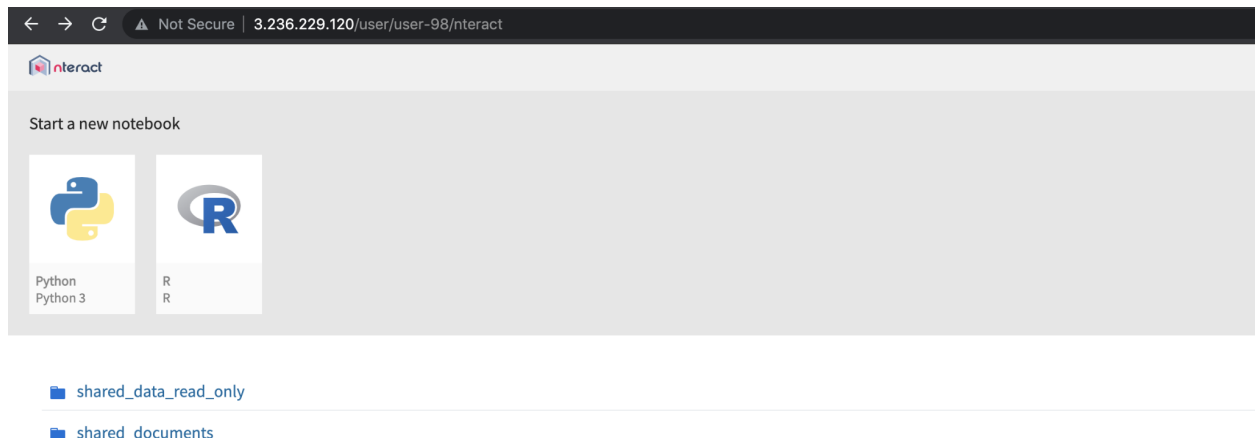 Not Secure | 3.236.229.120/user/user-98/nteract
nteract
Start a new notebook
R
Python
Python 3
R
R
shared_data_read_only
shared_documents